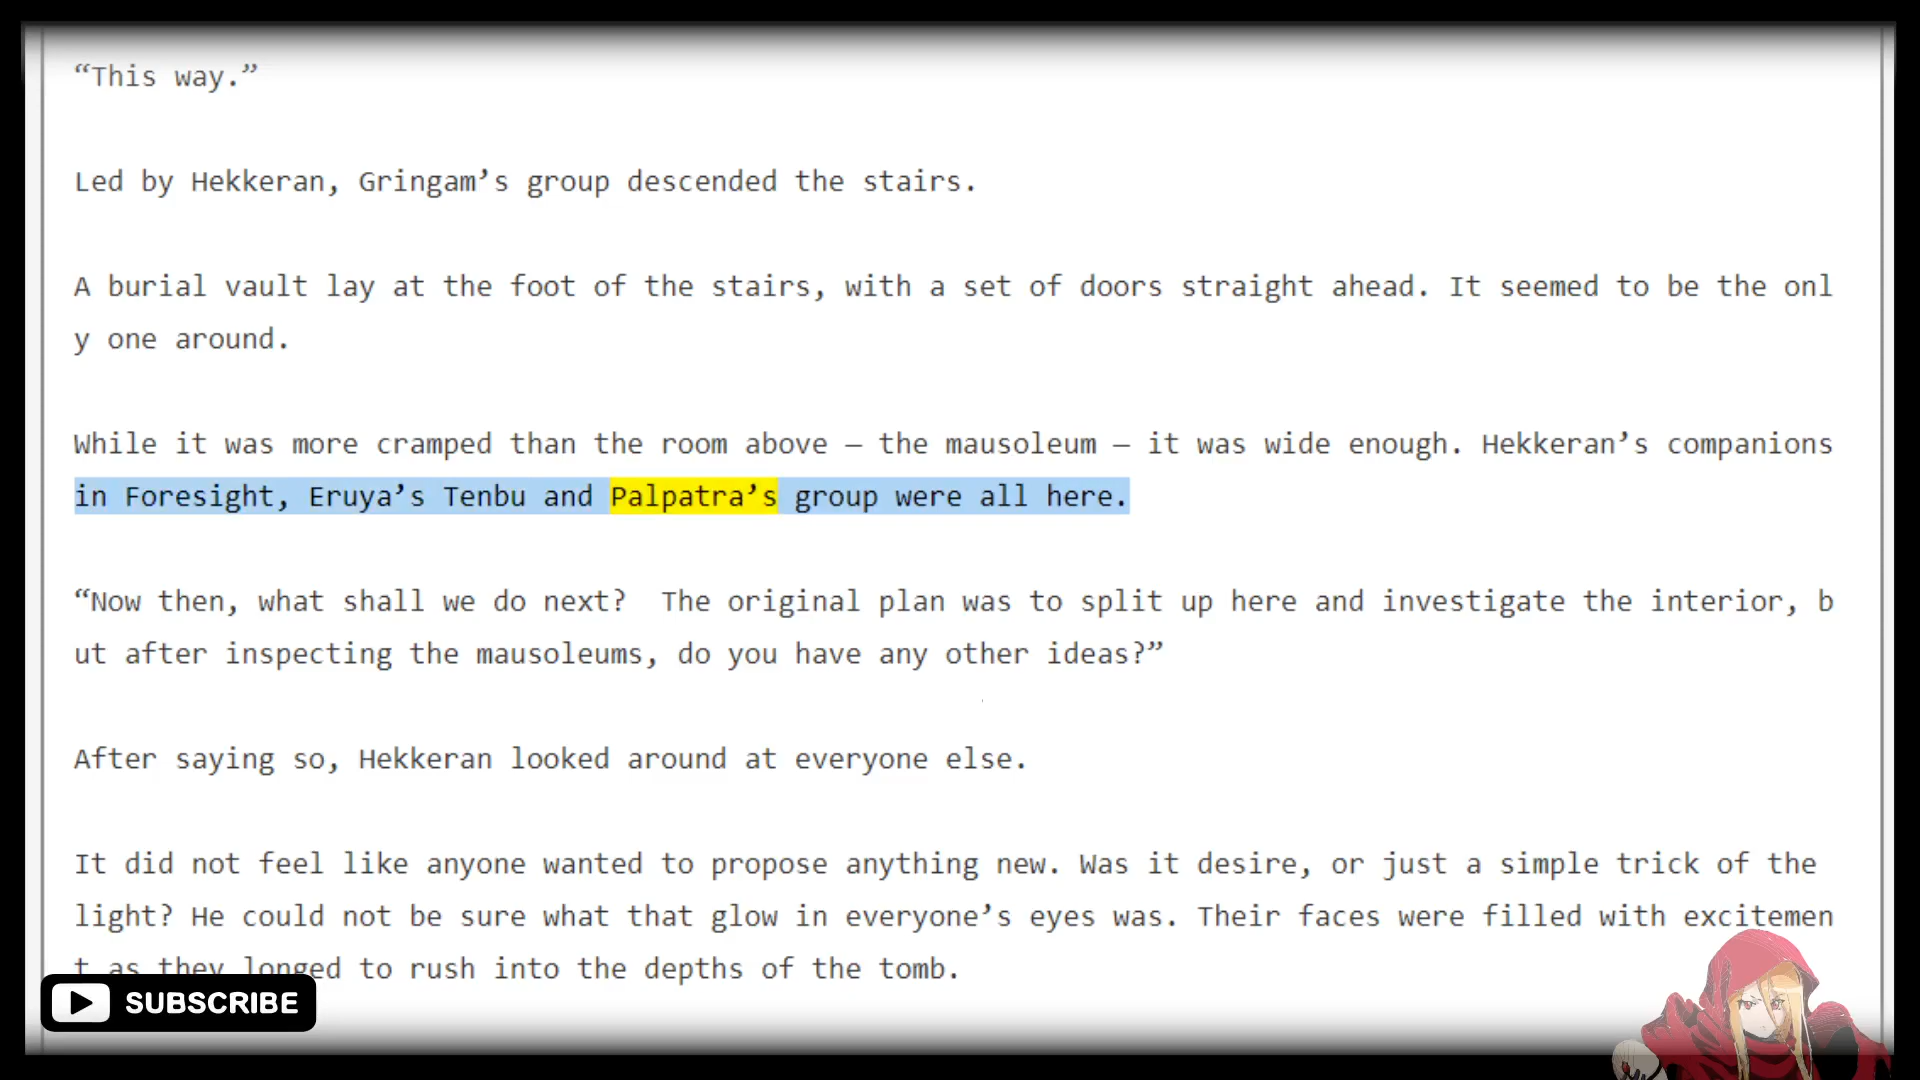 “This way.”
Led by Hekkeran, Gringam’s group descended the stairs.
A burial vault lay at the foot of the stairs, with a set of doors straight ahead. It seemed to be the onl
y one around.
While it was more cramped than the room above — the mausoleum — it was wide enough. Hekkeran’s companions
in Foresight, Eruya’s Tenbu and Palpatra’s group were all here.
“Now then, what shall we do next?  The original plan was to split up here and investigate the interior, b
ut after inspecting the mausoleums, do you have any other ideas?”
After saying so, Hekkeran looked around at everyone else.
It did not feel like anyone wanted to propose anything new. Was it desire, or just a simple trick of the
light? He could not be sure what that glow in everyone’s eyes was. Their faces were filled with excitemen
t as they longed to rush into the depths of the tomb.
SUBSCRIBE